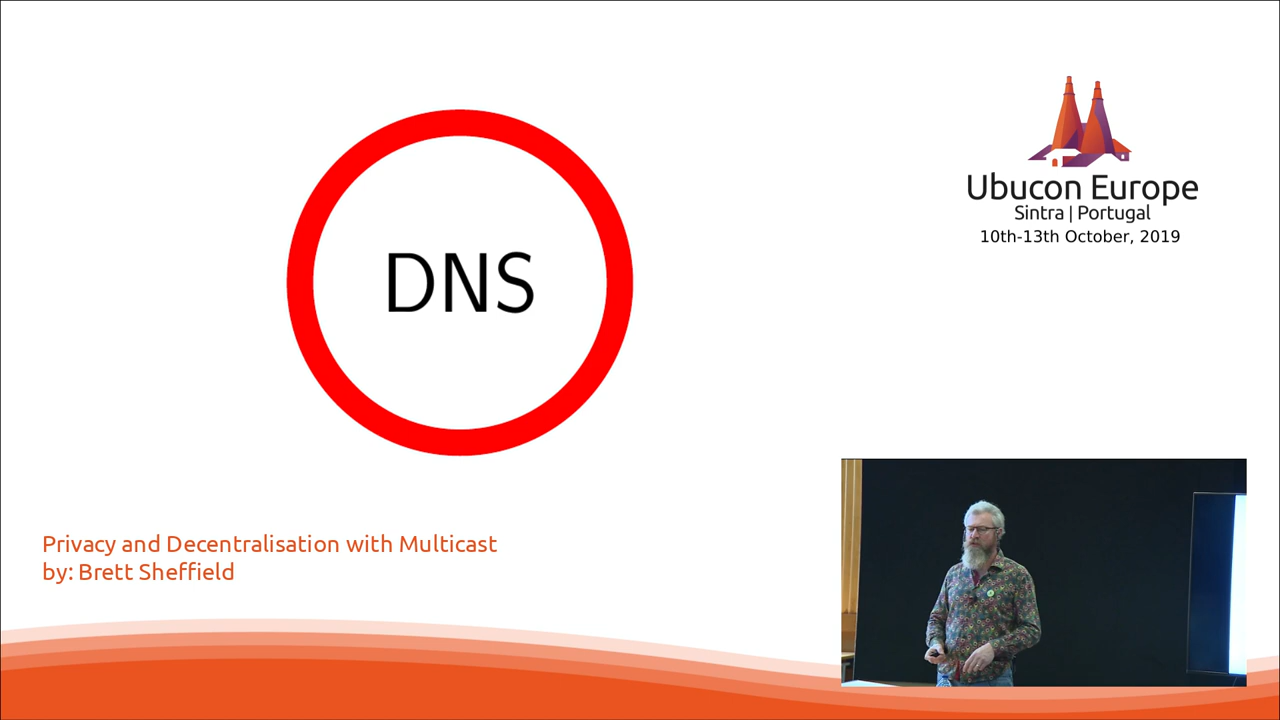 DNS
Ubucon Europe
Sintra | Portugal
10th-13th October, 2019
Privacy and Decentralisation with Multicast
by: Brett Sheffield